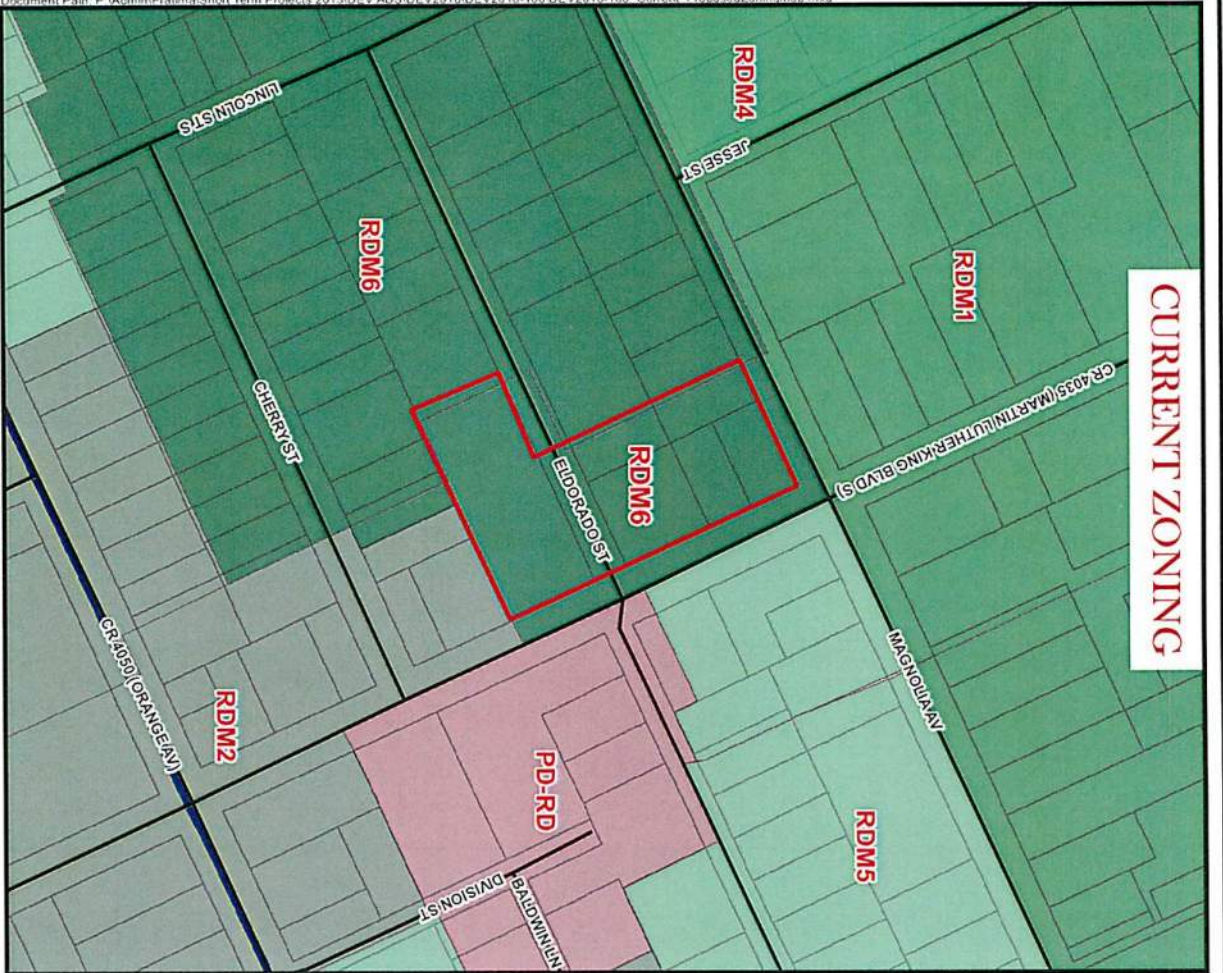 CURRENT ZONING
RDM4
JESSE ST
RDM1
CR 4035 (MARTIN LUTHER KING BLVD S)
LINCOLN ST S
RDM6
RDM6
ELDORADO ST
CHERRY ST
MAGNOLIA AV
RDM5
PD-RD
RDM2
CR 4050 (ORANGE AV)
DIVISION ST
BALDWIN LN